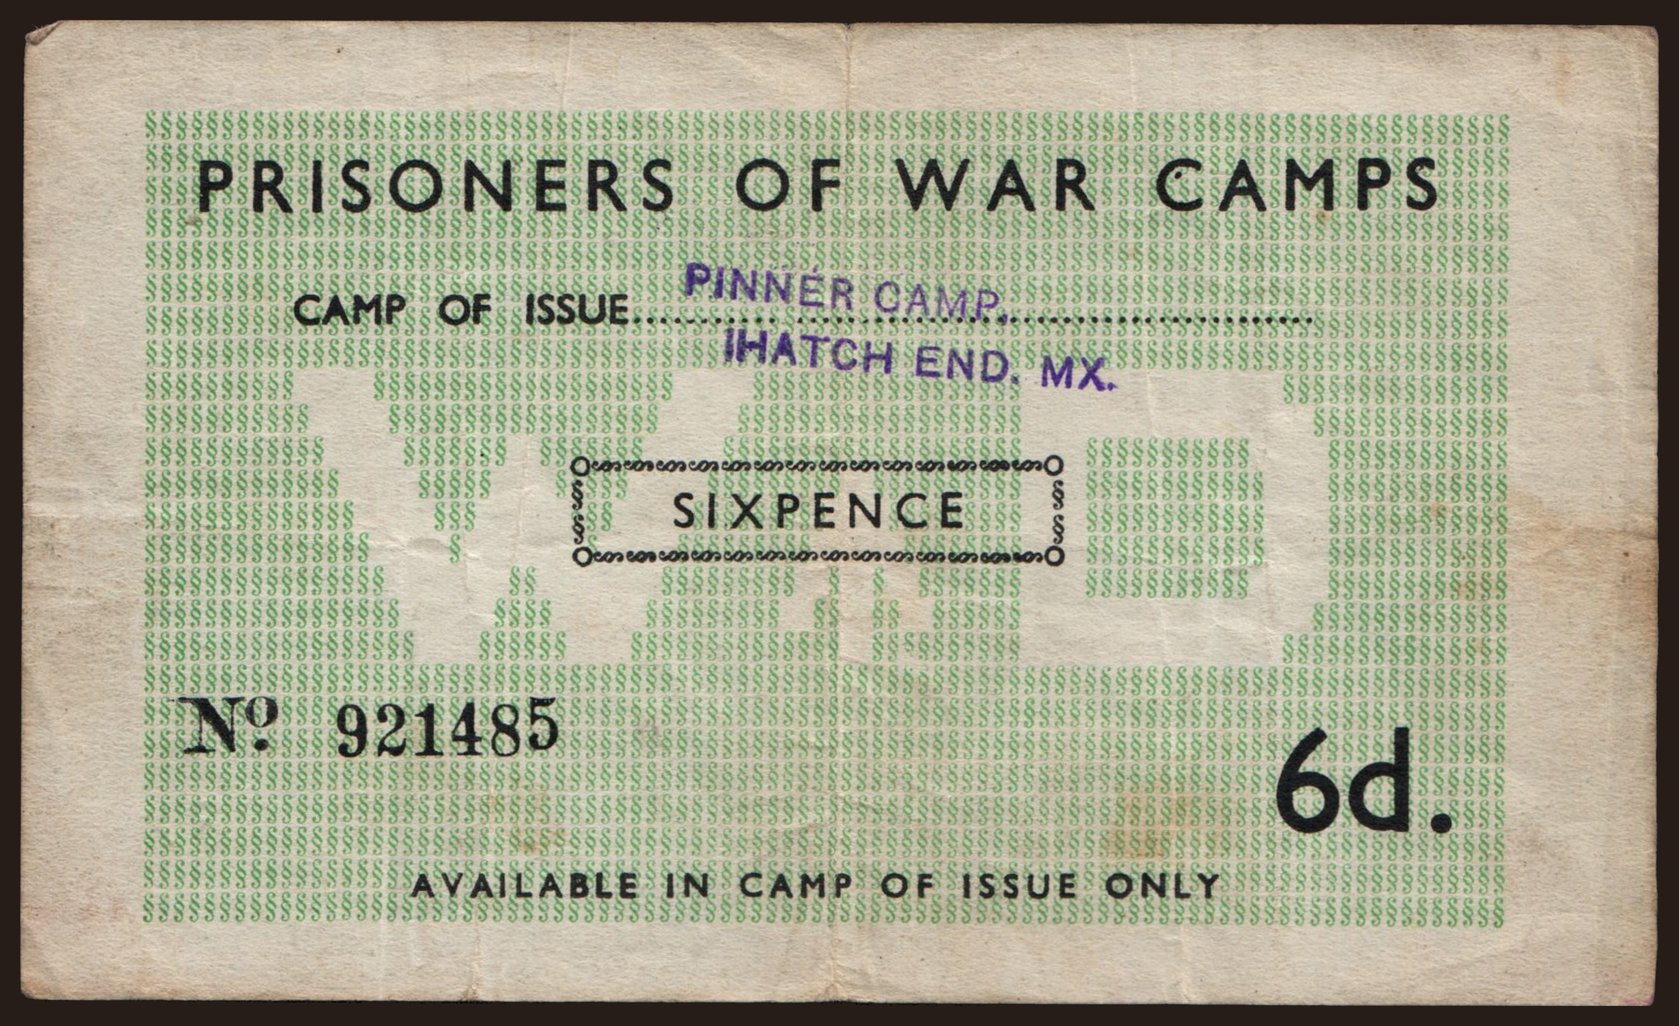 PRISONERS OF WAR CAMPS
CAMP OF ISSUE
PINNER CAMP,
HATCH END. MX.
W D
SIXPENCE
Nº 921485
6d.
AVAILABLE IN CAMP OF ISSUE ONLY